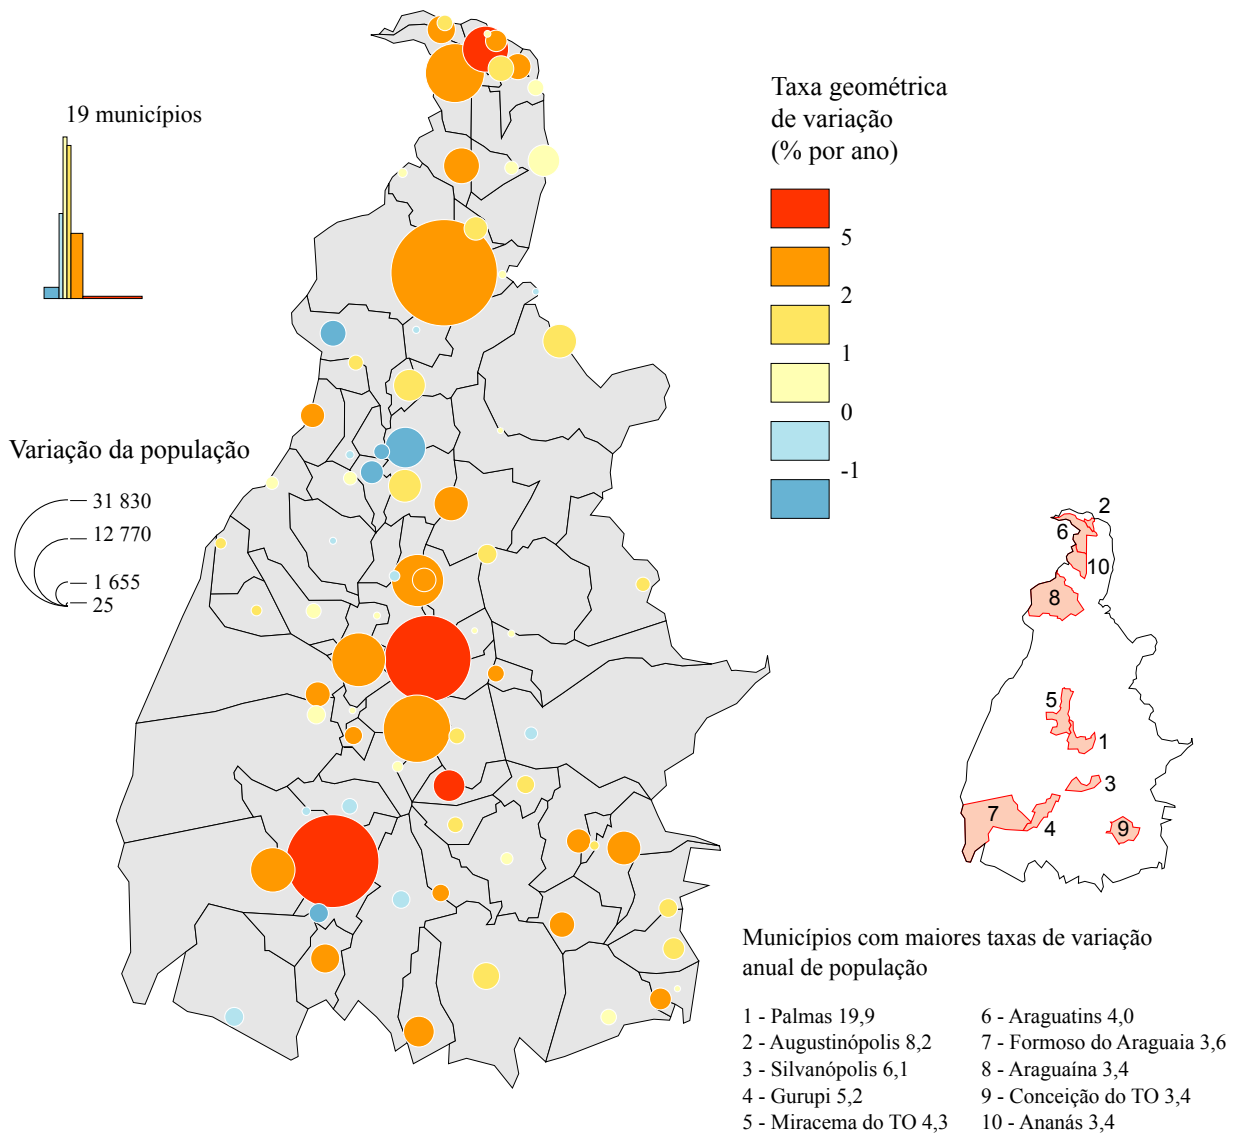 19 municípios
Taxa geométrica
de variação
(% por ano)
5
2
1
0
-1
Variação da população
31 830
12 770
1 655
25
2
6
10
8
5
1
3
7
4
9
Municípios com maiores taxas de variação
anual de população
1 - Palmas 19,9
2 - Augustinópolis 8,2
3 - Silvanópolis 6,1
4 - Gurupi 5,2
5 - Miracema do TO 4,3
6 - Araguatins 4,0
7 - Formoso do Araguaia 3,6
8 - Araguaína 3,4
9 - Conceição do TO 3,4
10 - Ananás 3,4